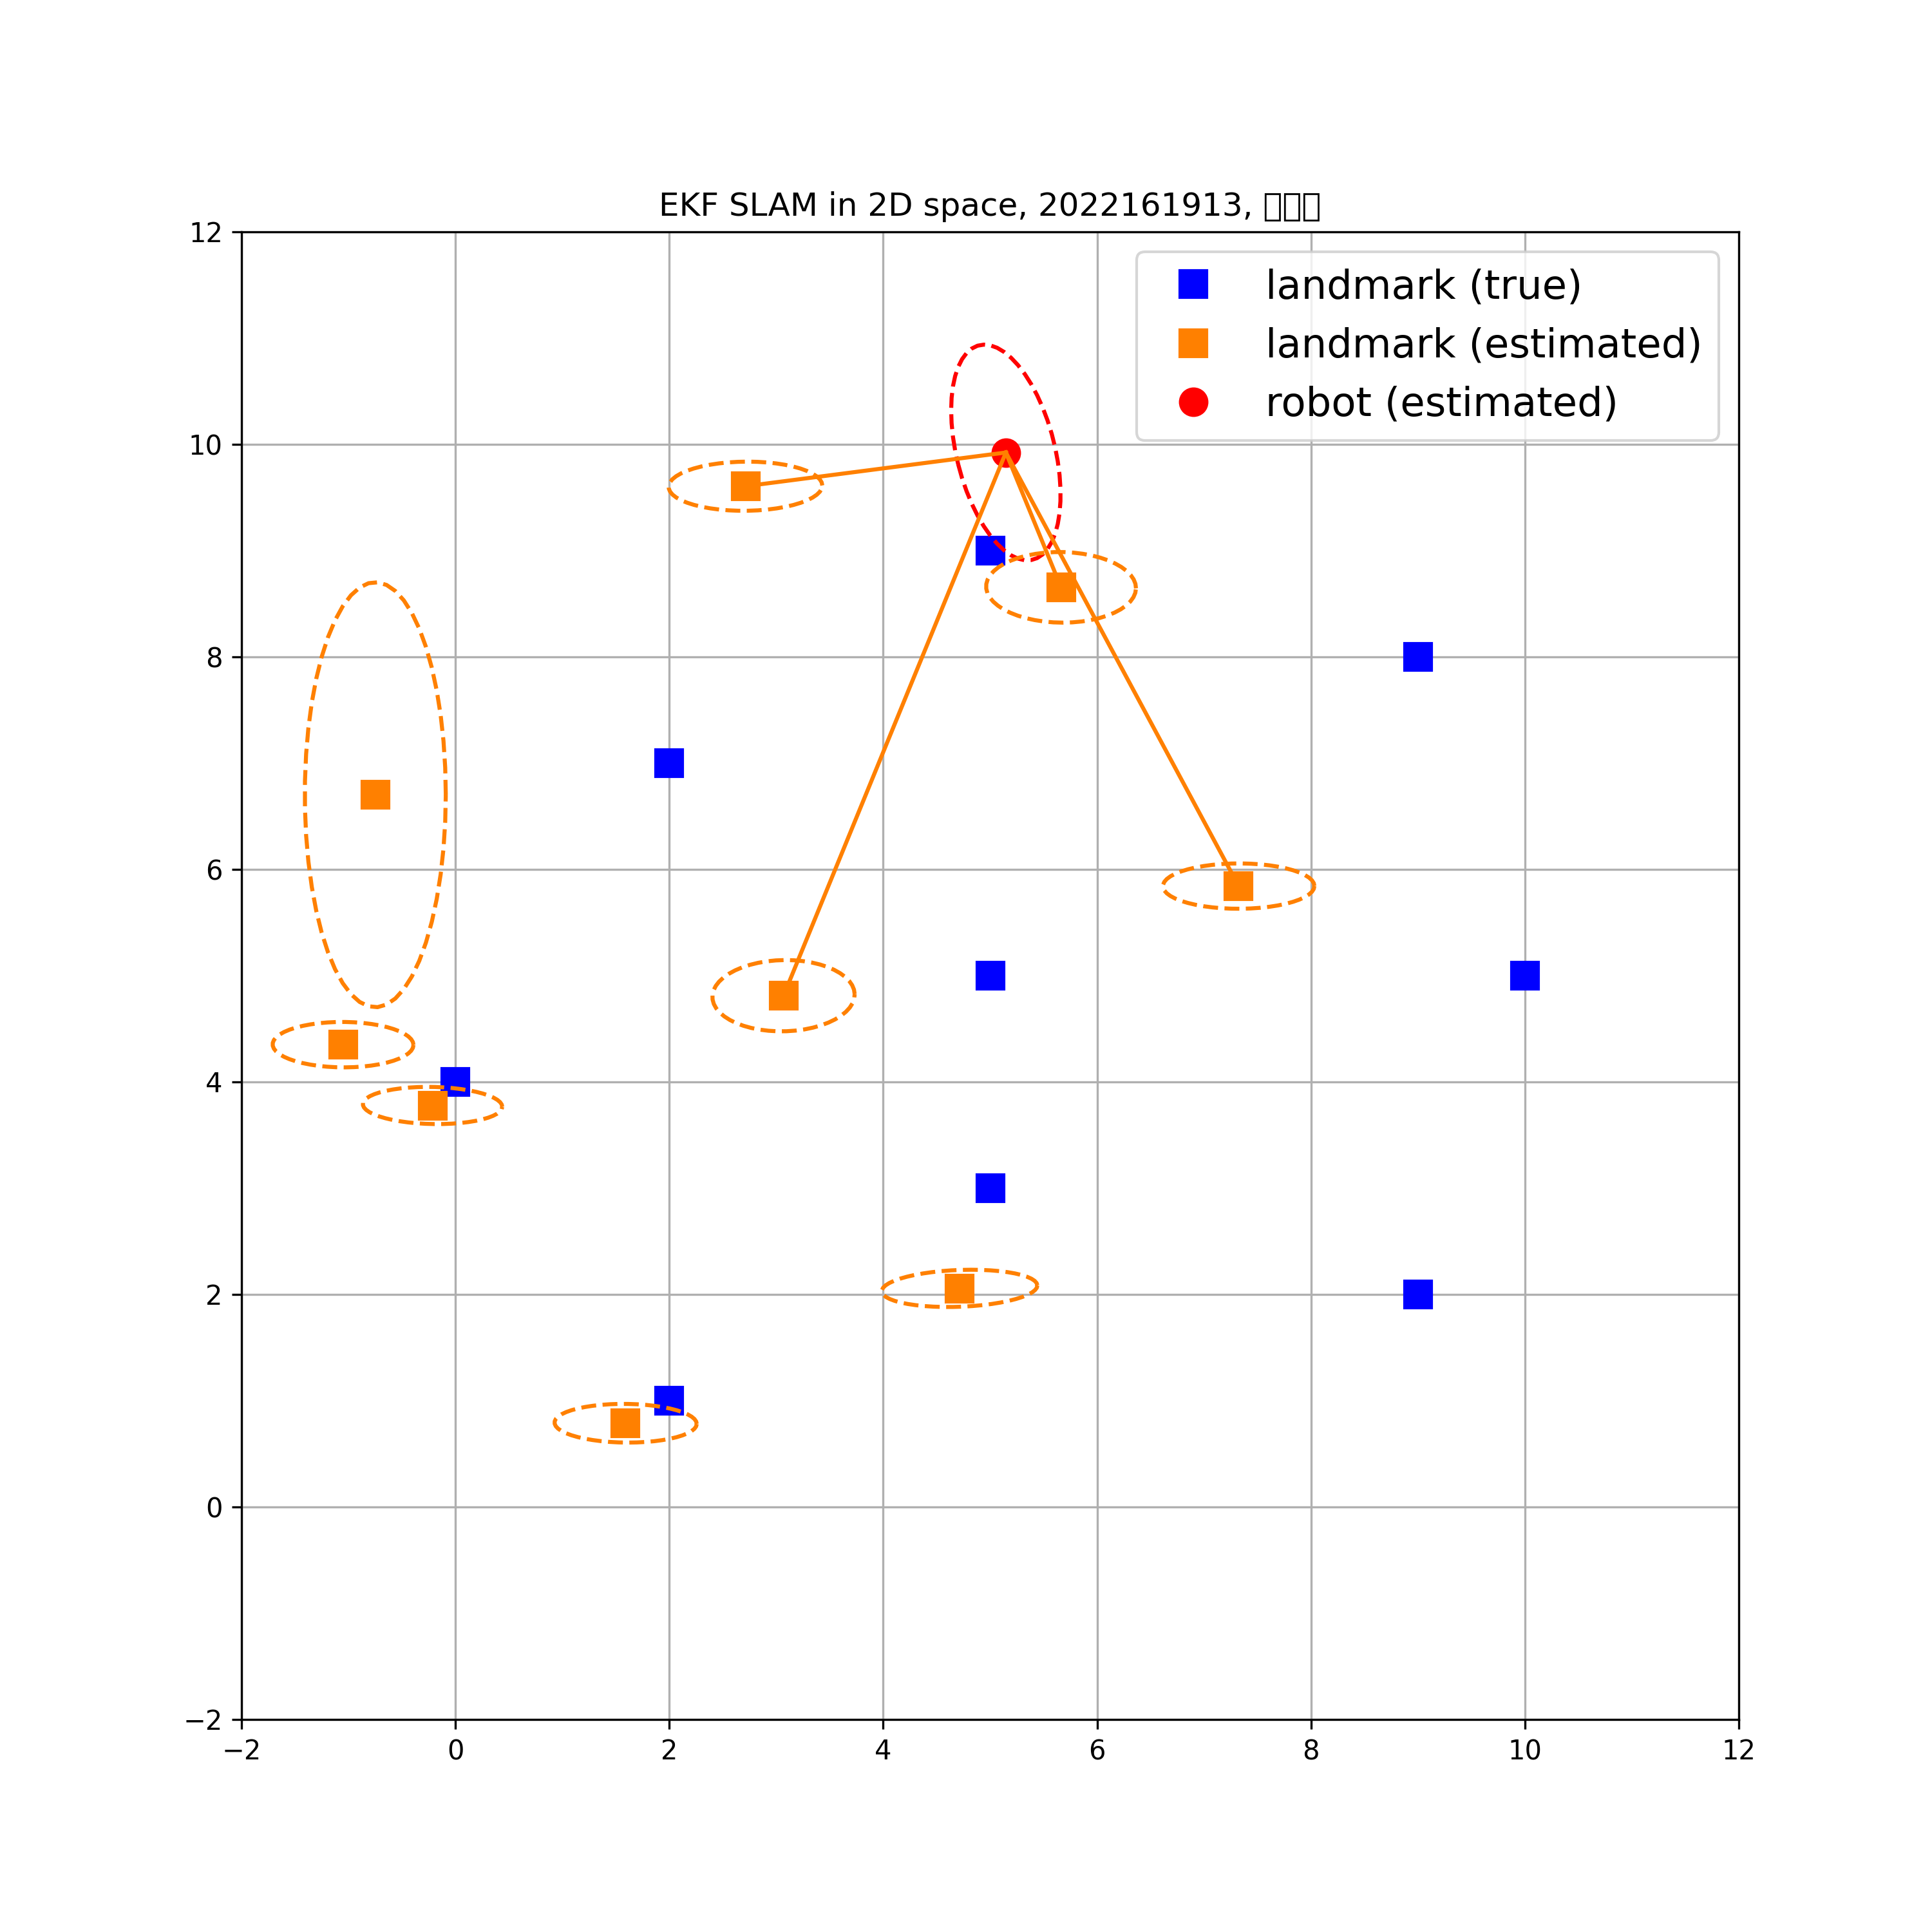 EKF SLAM in 2D space, 2022161913,
12
10
8
6
4
2
0
−2
−2 0 2 4 6 8 10 12
landmark (true)
landmark (estimated)
robot (estimated)